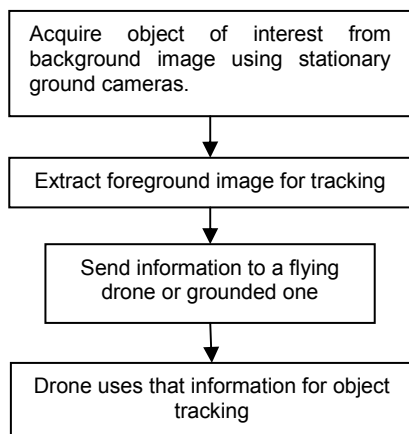 Acquire object of interest from
background image using stationary
ground cameras.
Extract foreground image for tracking
Send information to a flying
drone or grounded one
Drone uses that information for object
tracking